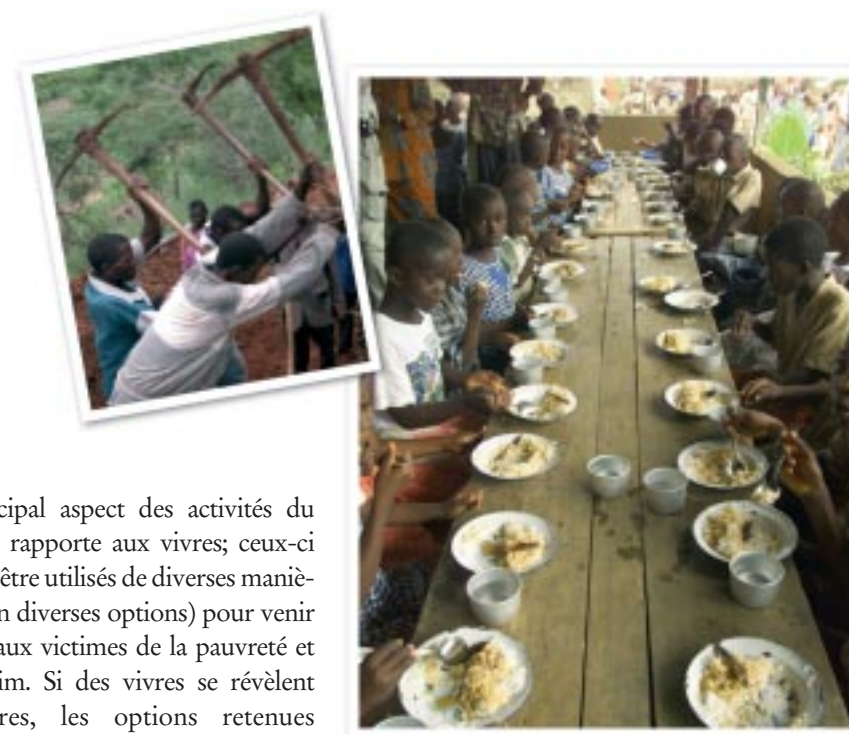 cipal aspect des activités du
rapporte aux vivres; ceux-ci
être utilisés de diverses maniè-
n diverses options) pour venir
aux victimes de la pauvreté et
im. Si des vivres se révèlent
res, les options retenues